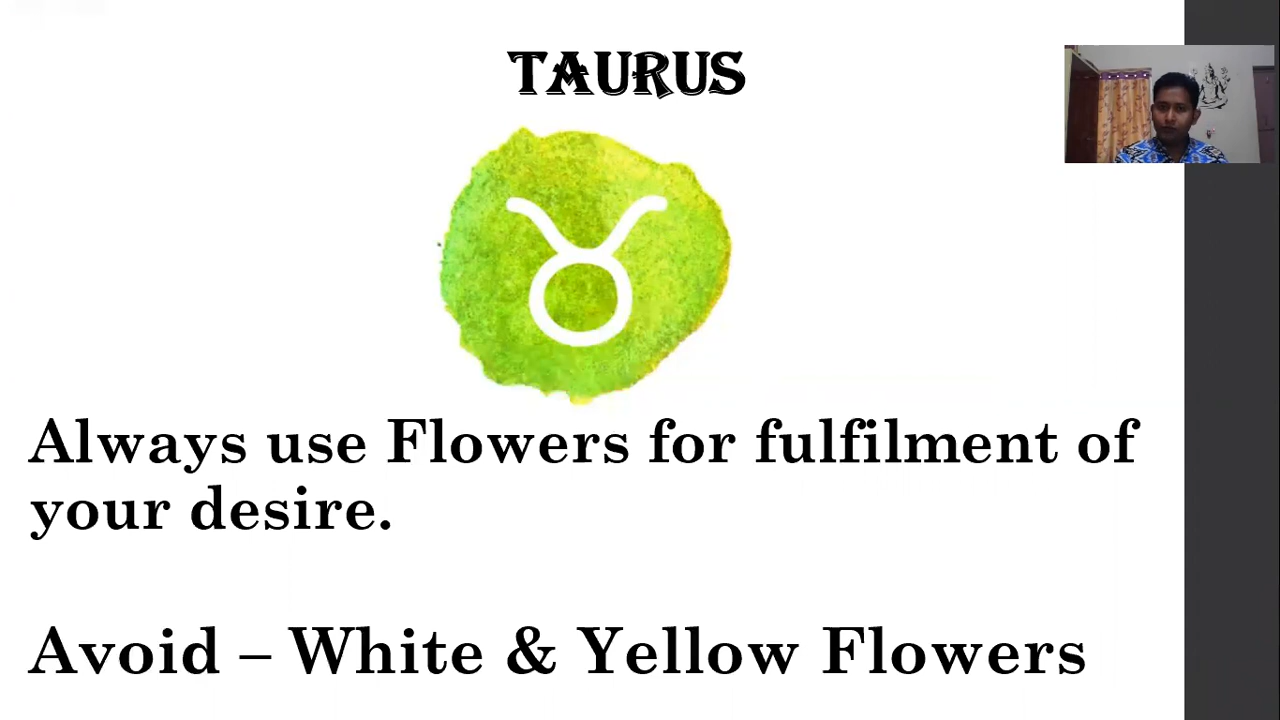 TAURUS
Always use Flowers for fulfilment of
your desire.
Avoid – White & Yellow Flowers